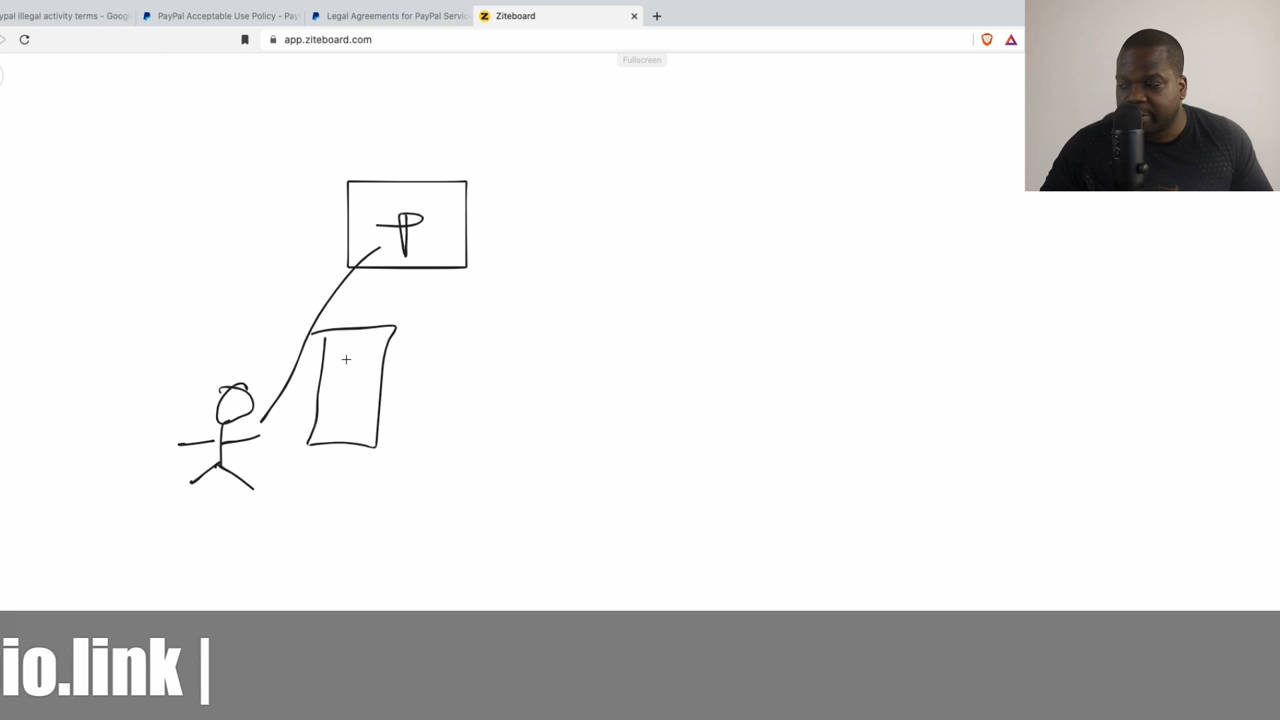 ypal illegal activity terms - Goog
PayPal Acceptable Use Policy - Pay
Legal Agreements for PayPal Servic
Ziteboard
app.ziteboard.com
Fullscreen
P
io.link |